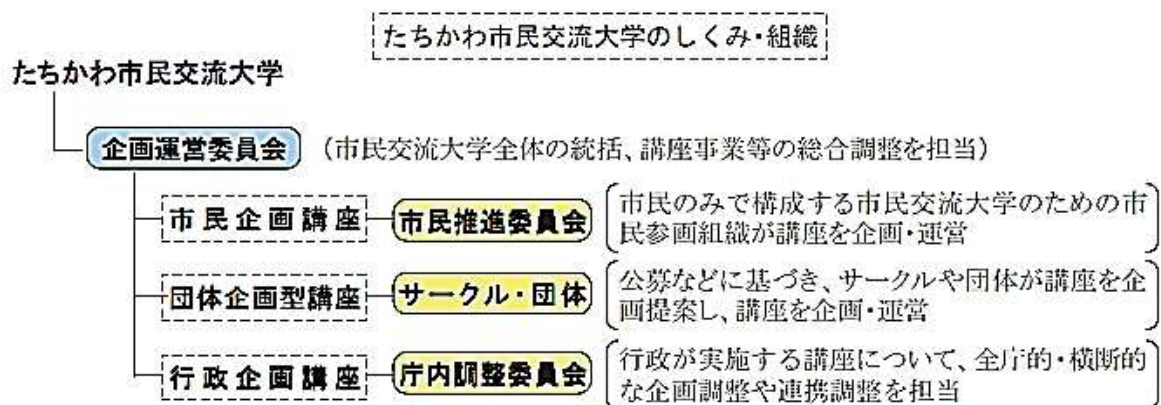 たちかわ市民交流大学のしくみ・組織
たちかわ市民交流大学
企画運営委員会 （市民交流大学全体の統括、講座事業等の総合調整を担当）
市民企画講座 市民推進委員会 市民のみで構成する市民交流大学のための市
民参画組織が講座を企画・運営
団体企画型講座 サークル・団体 公募などに基づき、サークルや団体が講座を企
画提案し、講座を企画・運営
行政企画講座 庁内調整委員会 行政が実施する講座について、全庁的・横断的
な企画調整や連携調整を担当